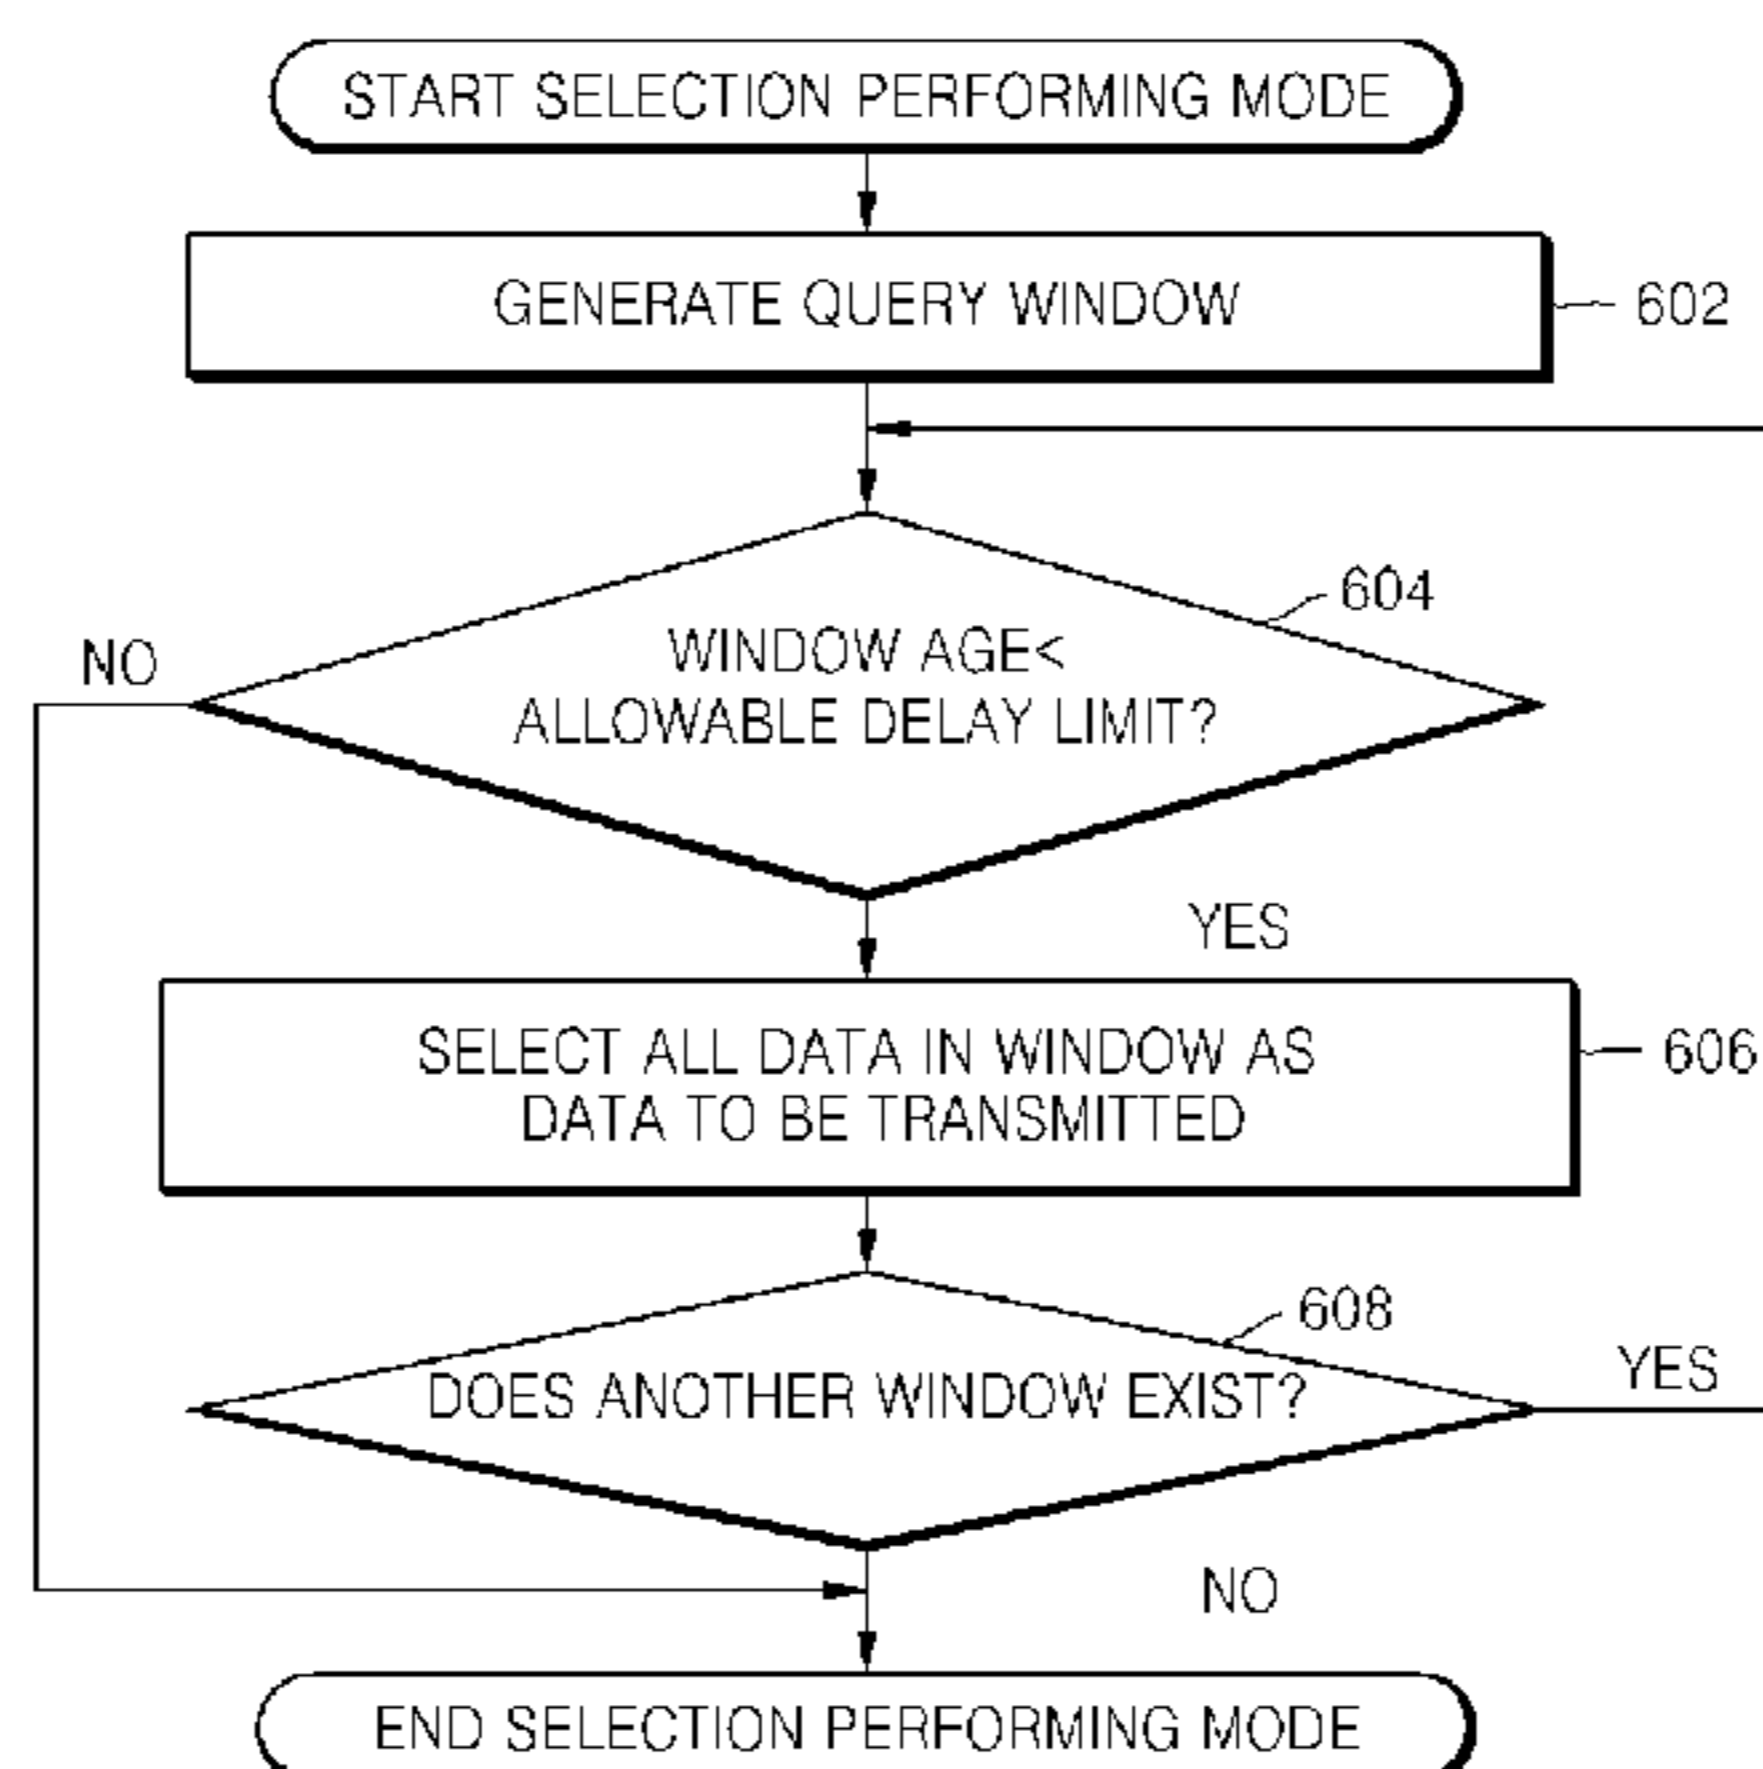 START SELECTION PERFORMING MODE
GENERATE QUERY WINDOW
602
604
NO
WINDOW AGE<
ALLOWABLE DELAY LIMIT?
YES
SELECT ALL DATA IN WINDOW AS
DATA TO BE TRANSMITTED
606
608
DOES ANOTHER WINDOW EXIST?
YES
NO
END SELECTION PERFORMING MODE